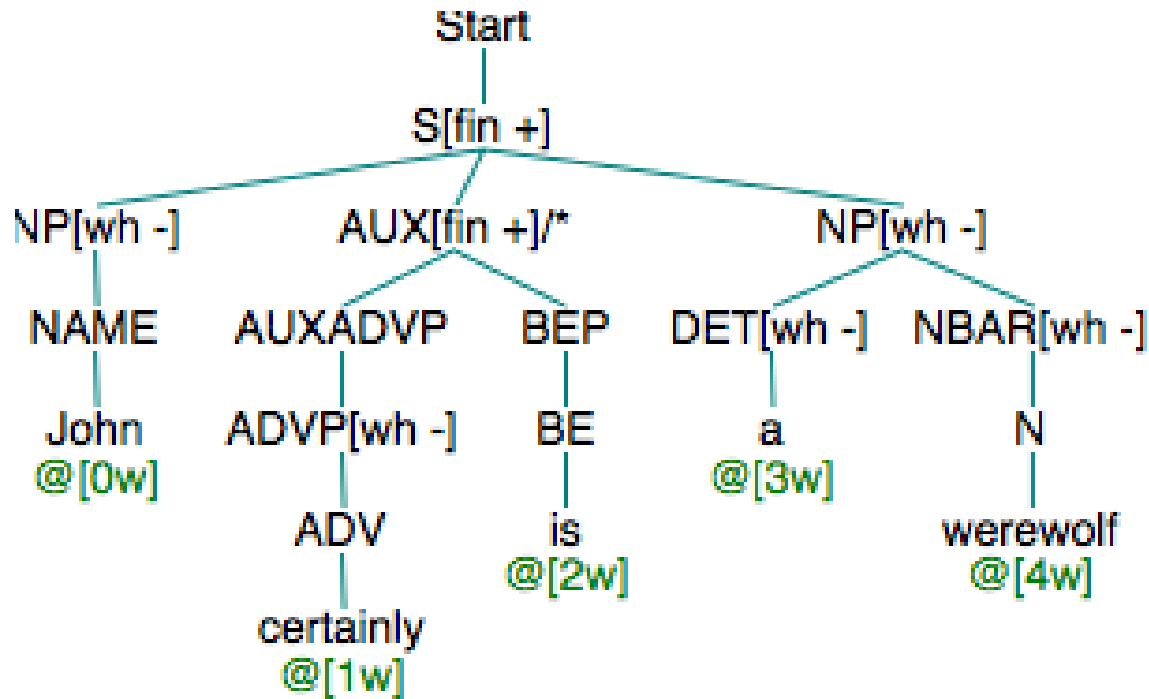 Start
S[fin +]
NP[wh -] AUX[fin +]/* NP[wh -]
NAME AUXADVP BEP DET[wh -] NBAR[wh -]
John ADVP[wh -] BE a N
@[0w] @[3w]
ADV is werewolf
@[2w] @[4w]
certainly
@[1w]